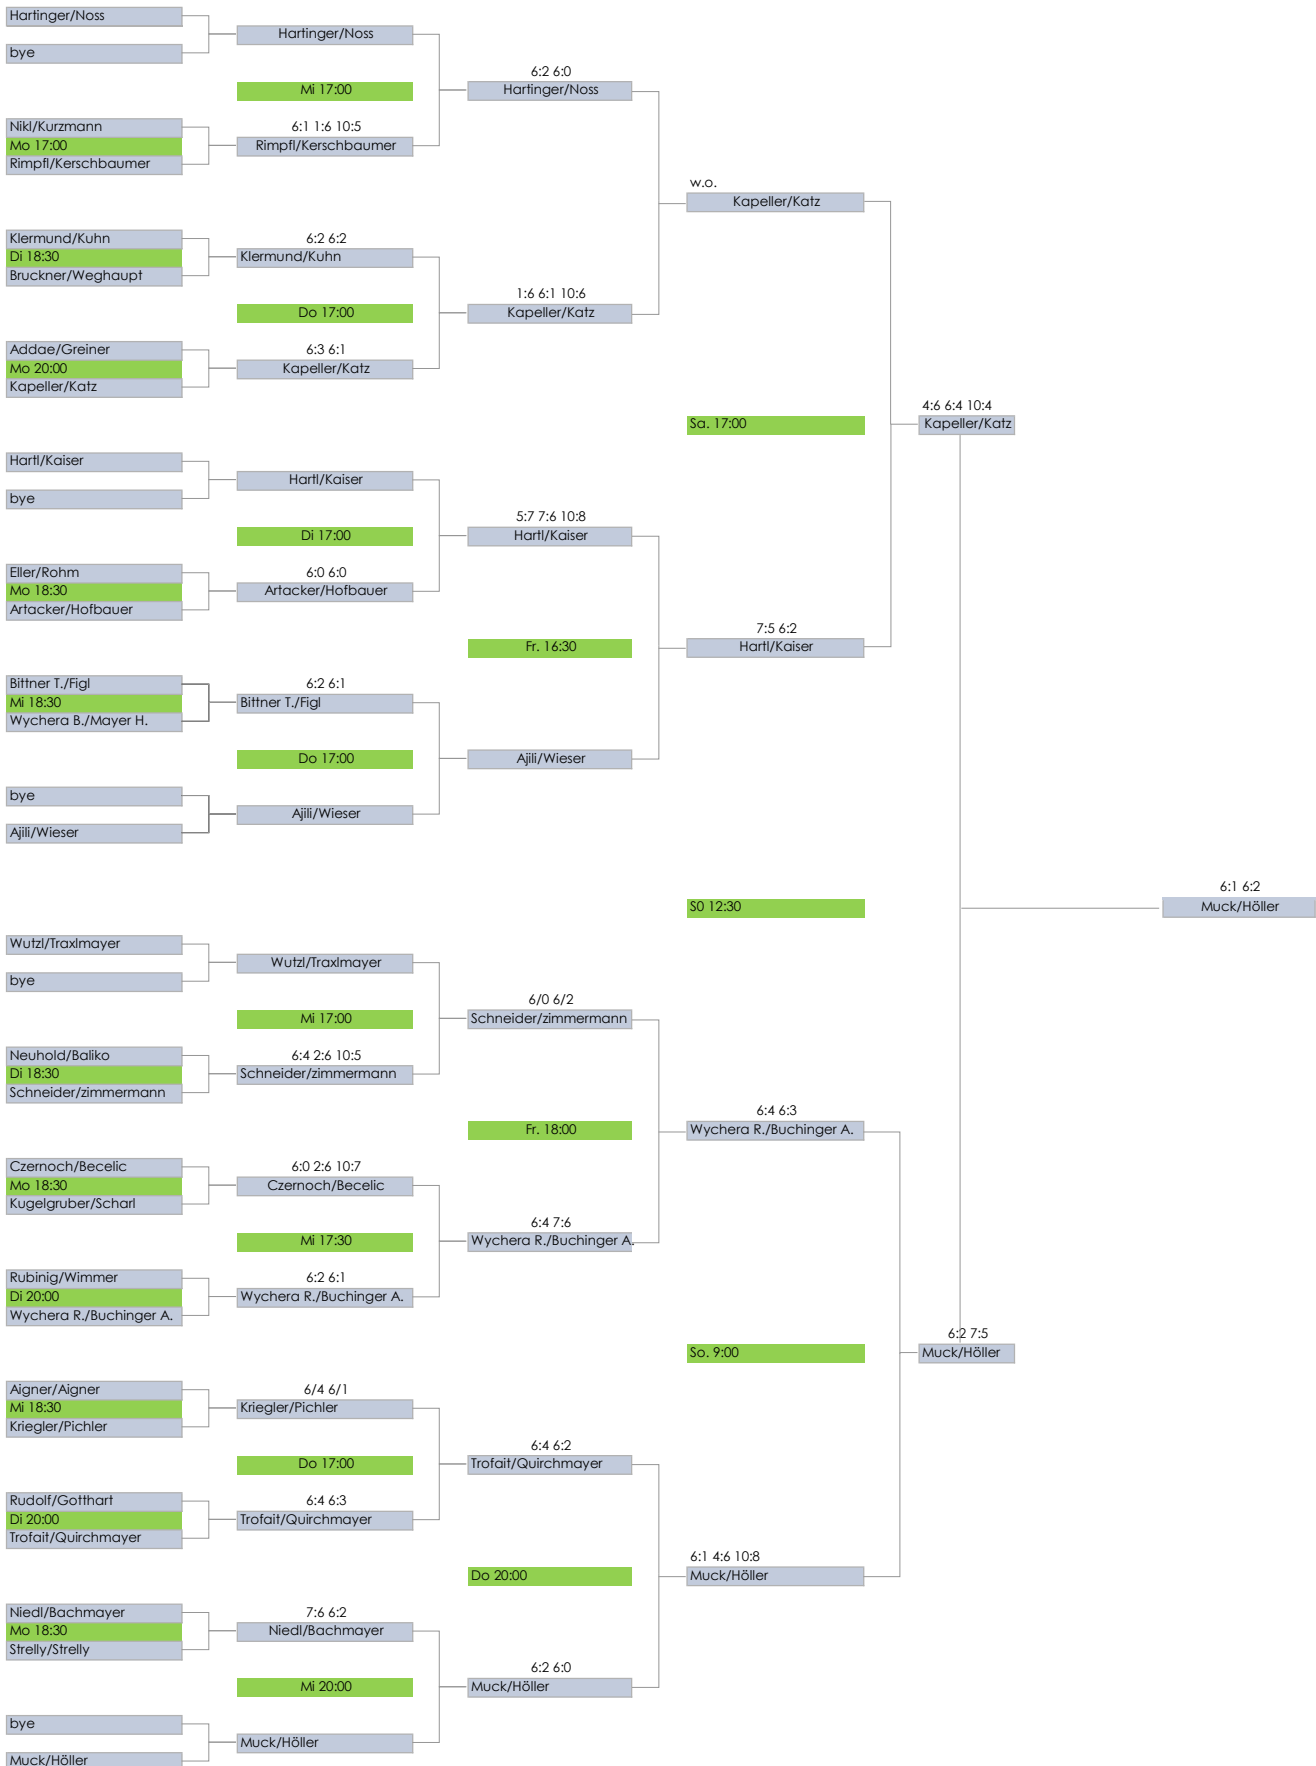 Hartinger/Noss
Hartinger/Noss
bye
6:2 6:0
Mi 17:00
Hartinger/Noss
Nikl/Kurzmann
6:1 1:6 10:5
Mo 17:00
Rimpfl/Kerschbaumer
Rimpfl/Kerschbaumer
w.o.
Kapeller/Katz
Klermund/Kuhn
6:2 6:2
Di 18:30
Klermund/Kuhn
Bruckner/Weghaupt
1:6 6:1 10:6
Do 17:00
Kapeller/Katz
Addae/Greiner
6:3 6:1
Mo 20:00
Kapeller/Katz
Kapeller/Katz
4:6 6:4 10:4
Sa. 17:00
Kapeller/Katz
Hartl/Kaiser
Hartl/Kaiser
bye
5:7 7:6 10:8
Di 17:00
Hartl/Kaiser
Eller/Rohm
6:0 6:0
Mo 18:30
Artacker/Hofbauer
Artacker/Hofbauer
7:5 6:2
Fr. 16:30
Hartl/Kaiser
Bittner T./Figl
6:2 6:1
Mi 18:30
Bittner T./Figl
Wychera B./Mayer H.
Do 17:00
Ajili/Wieser
bye
Ajili/Wieser
Ajili/Wieser
6:1 6:2
S0 12:30
Muck/Höller
Wutzl/Traxlmayer
Wutzl/Traxlmayer
bye
6/0 6/2
Mi 17:00
Schneider/zimmermann
Neuhold/Baliko
6:4 2:6 10:5
Di 18:30
Schneider/zimmermann
Schneider/zimmermann
6:4 6:3
Fr. 18:00
Wychera R./Buchinger A.
Czernoch/Becelic
6:0 2:6 10:7
Mo 18:30
Czernoch/Becelic
Kugelgruber/Scharl
6:4 7:6
Mi 17:30
Wychera R./Buchinger A.
Rubinig/Wimmer
6:2 6:1
Di 20:00
Wychera R./Buchinger A.
Wychera R./Buchinger A.
6:2 7:5
So. 9:00
Muck/Höller
Aigner/Aigner
6/4 6/1
Mi 18:30
Kriegler/Pichler
Kriegler/Pichler
6:4 6:2
Do 17:00
Trofait/Quirchmayer
Rudolf/Gotthart
6:4 6:3
Di 20:00
Trofait/Quirchmayer
Trofait/Quirchmayer
6:1 4:6 10:8
Do 20:00
Muck/Höller
Niedl/Bachmayer
7:6 6:2
Mo 18:30
Niedl/Bachmayer
Strelly/Strelly
6:2 6:0
Mi 20:00
Muck/Höller
bye
Muck/Höller
Muck/Höller